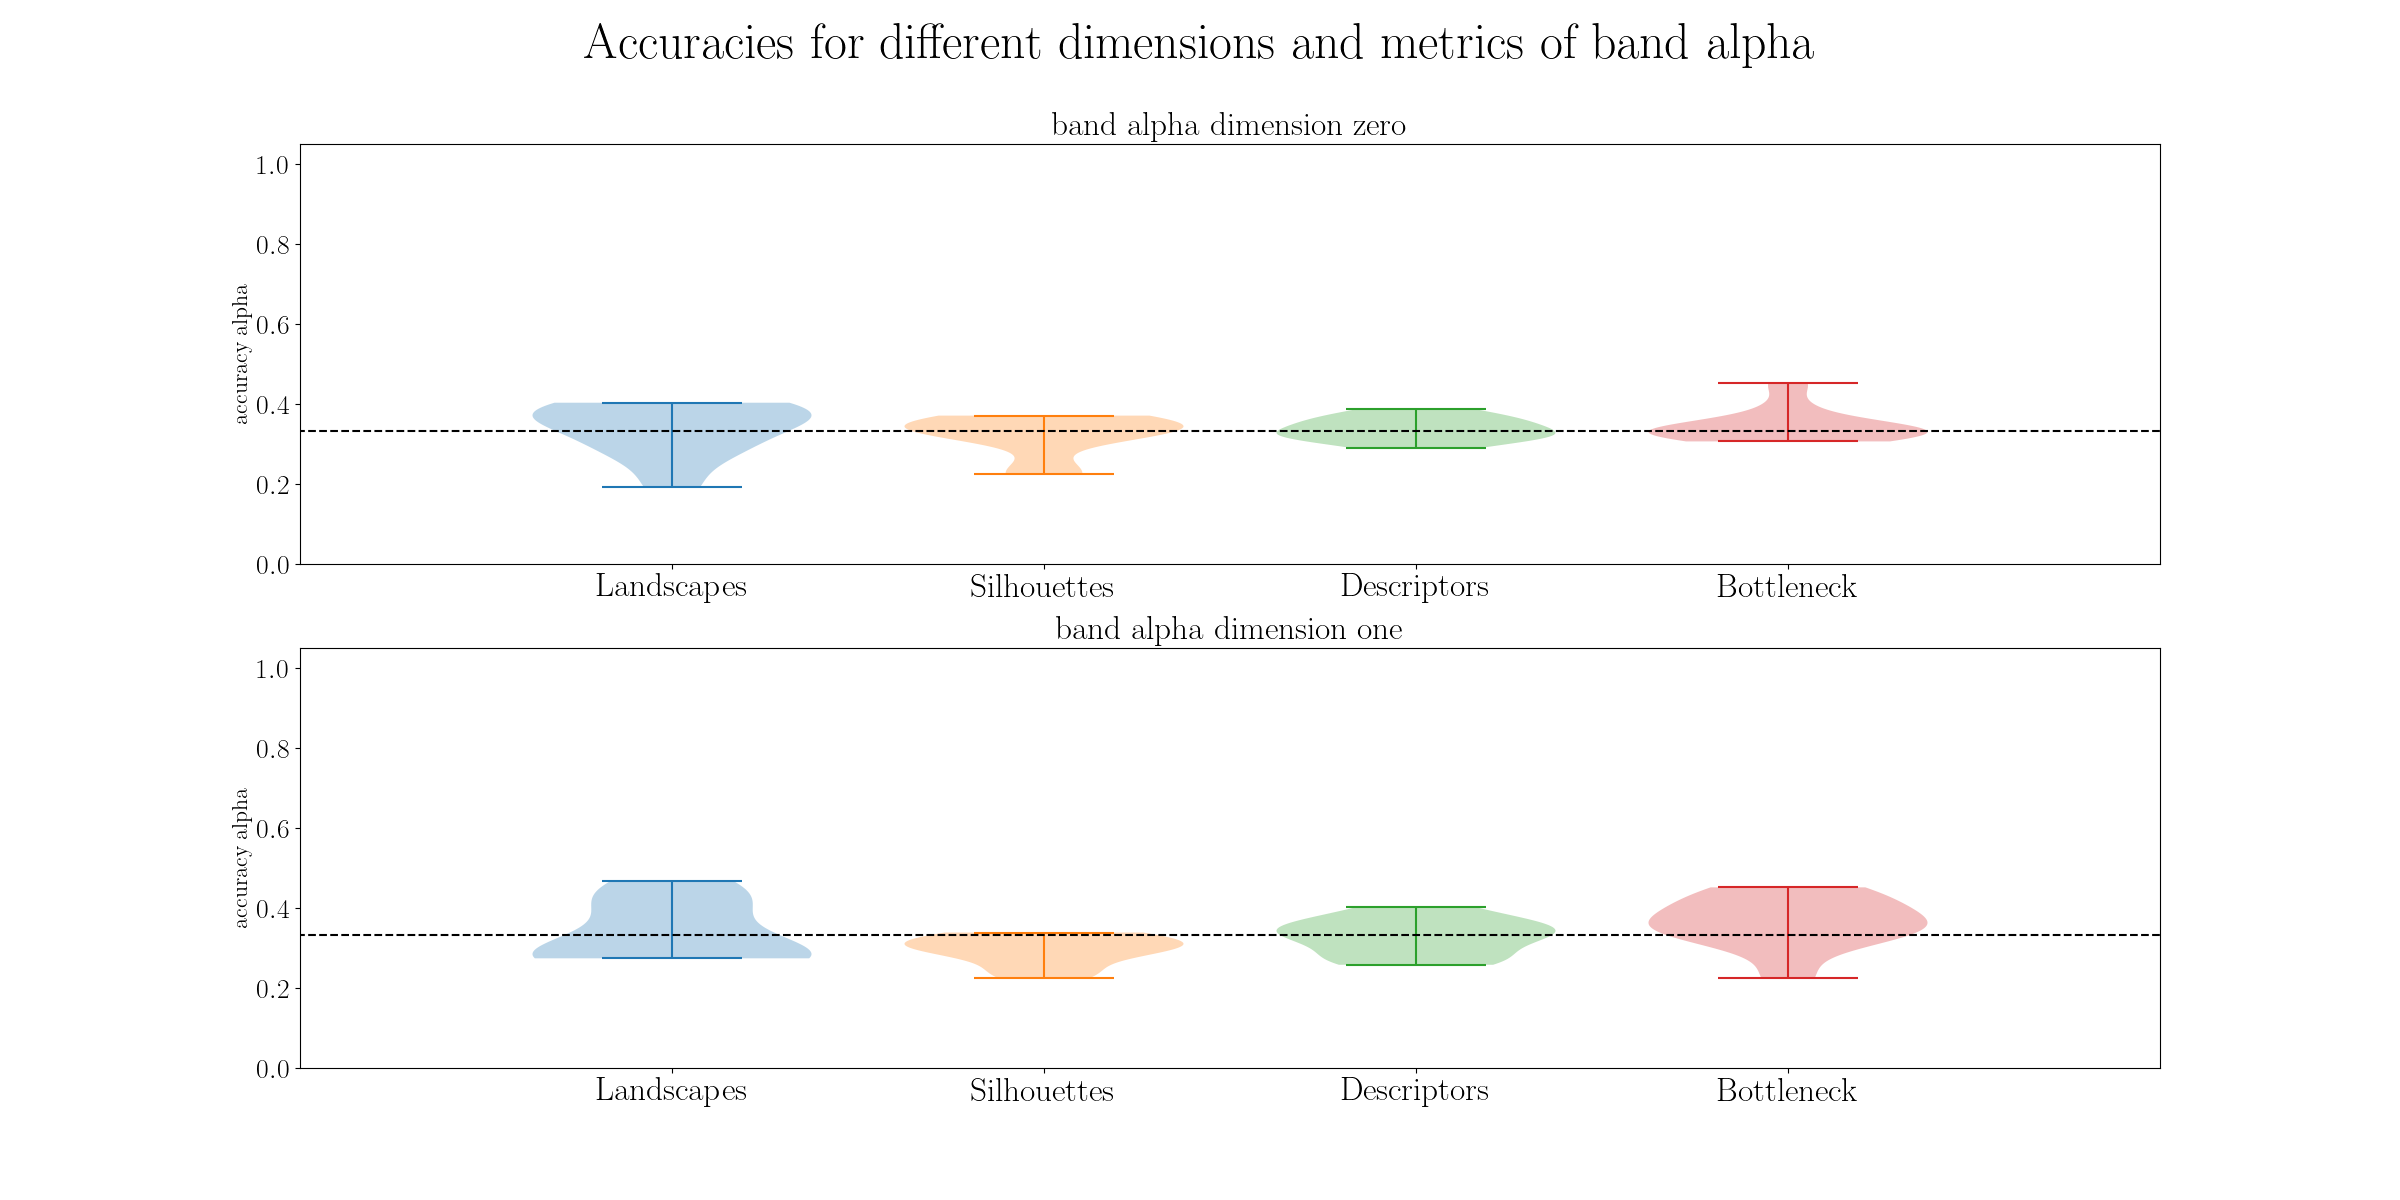 Accuracies for different dimensions and metrics of band alpha
band alpha dimension zero
accuracy alpha
1.0
0.8
0.6
0.4
0.2
0.0
Landscapes Silhouettes Descriptors Bottleneck
band alpha dimension one
accuracy alpha
1.0
0.8
0.6
0.4
0.2
0.0
Landscapes Silhouettes Descriptors Bottleneck